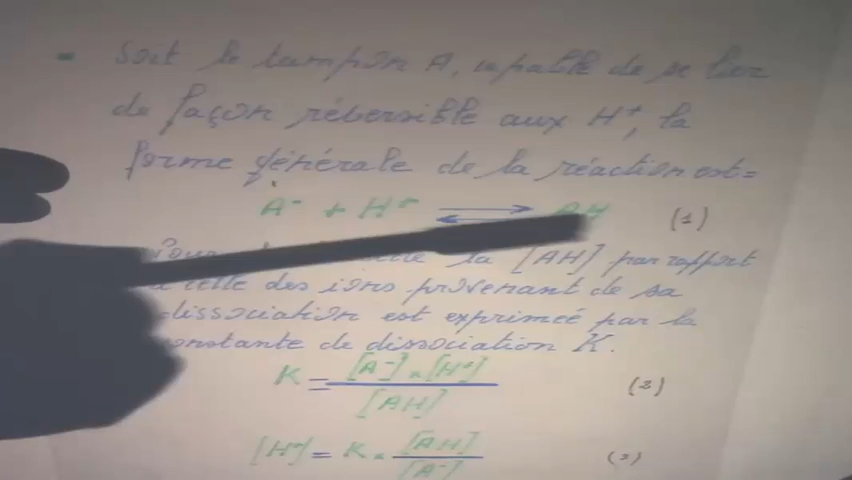 - Soit le tampon A, capable de se lier
de façon réversible aux H⁺, la
forme générale de la réaction est =
A⁻ + H⁺ ⇌ AH (1)
la [AH] par rapport
à celle des ions provenant de sa
dissociation est exprimée par la
constante de dissociation K.
K = [A⁻] × [H⁺] / [AH] (2)
[H⁺] = K × [AH] / [A⁻] (3)